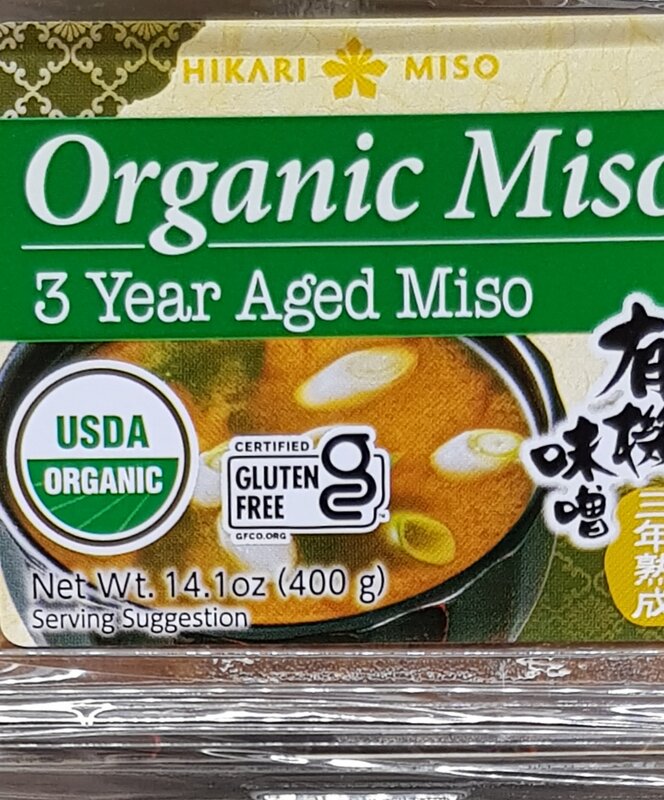 HIKARI MISO
Organic Miso
3 Year Aged Miso
有機
味噌
三年熟成
USDA
ORGANIC
CERTIFIED
GLUTEN
FREE
GFCO.ORG
Net Wt. 14.1oz (400 g)
Serving Suggestion